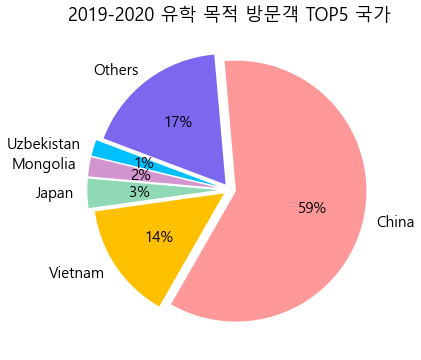 2019-2020 유학 목적 방문객 TOP5 국가
Others
17%
Uzbekistan
1%
Mongolia
2%
Japan
3%
59%
China
14%
Vietnam